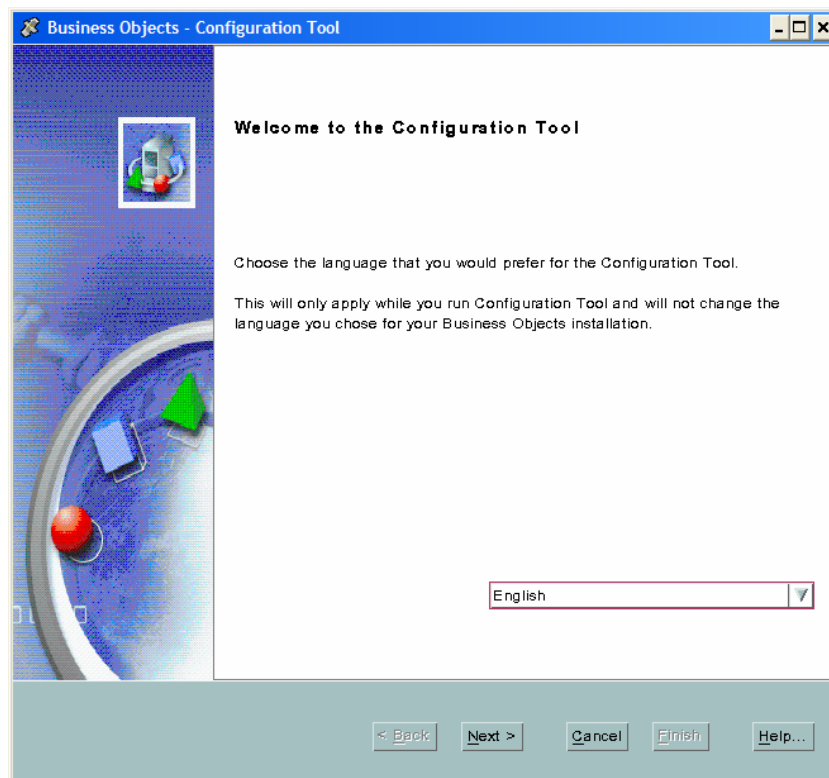 Business Objects - Configuration Tool
Welcome to the Configuration Tool
Choose the language that you would prefer for the Configuration Tool.
This will only apply while you run Configuration Tool and will not change the
language you chose for your Business Objects installation.
English
< Back Next > Cancel Finish Help...